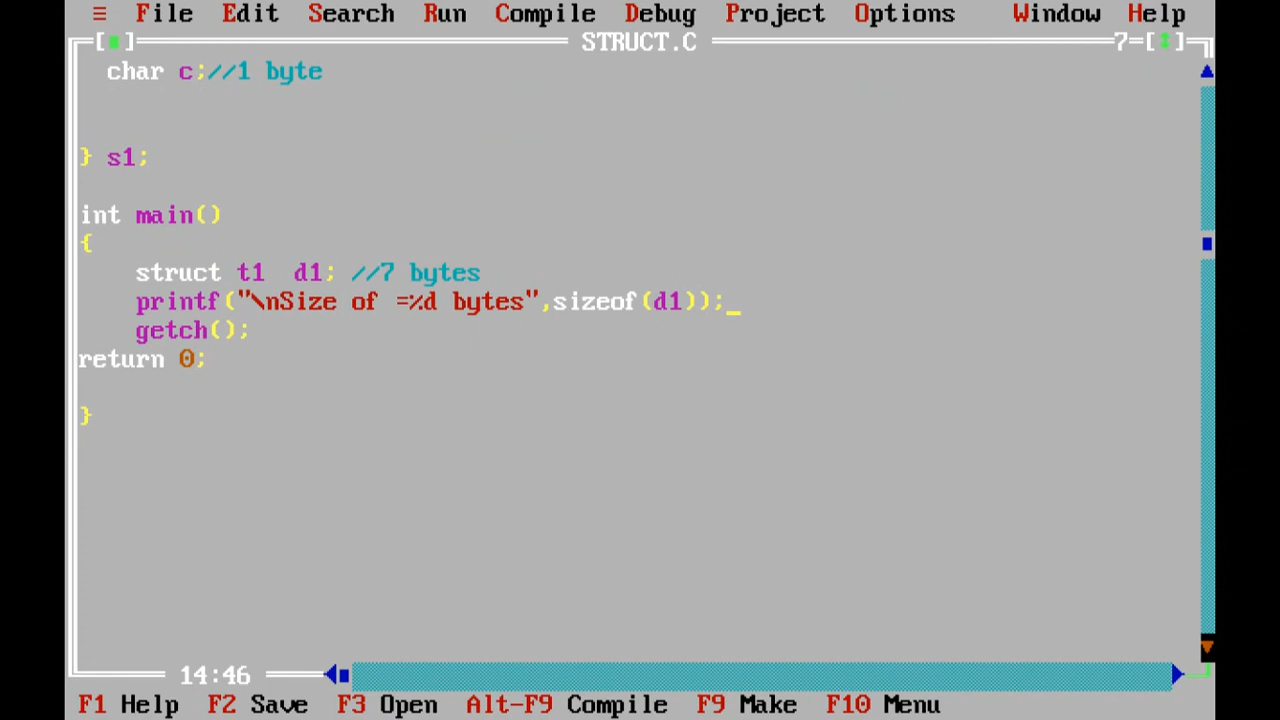 ≡ File Edit Search Run Compile Debug Project Options Window Help
[■] STRUCT.C 7=[↕]
char c;//1 byte
} s1;
int main()
{
struct t1  d1; //7 bytes
printf("\nSize of =%d bytes",sizeof(d1));_
getch();
return 0;
}
14:46
F1 Help F2 Save F3 Open Alt-F9 Compile F9 Make F10 Menu